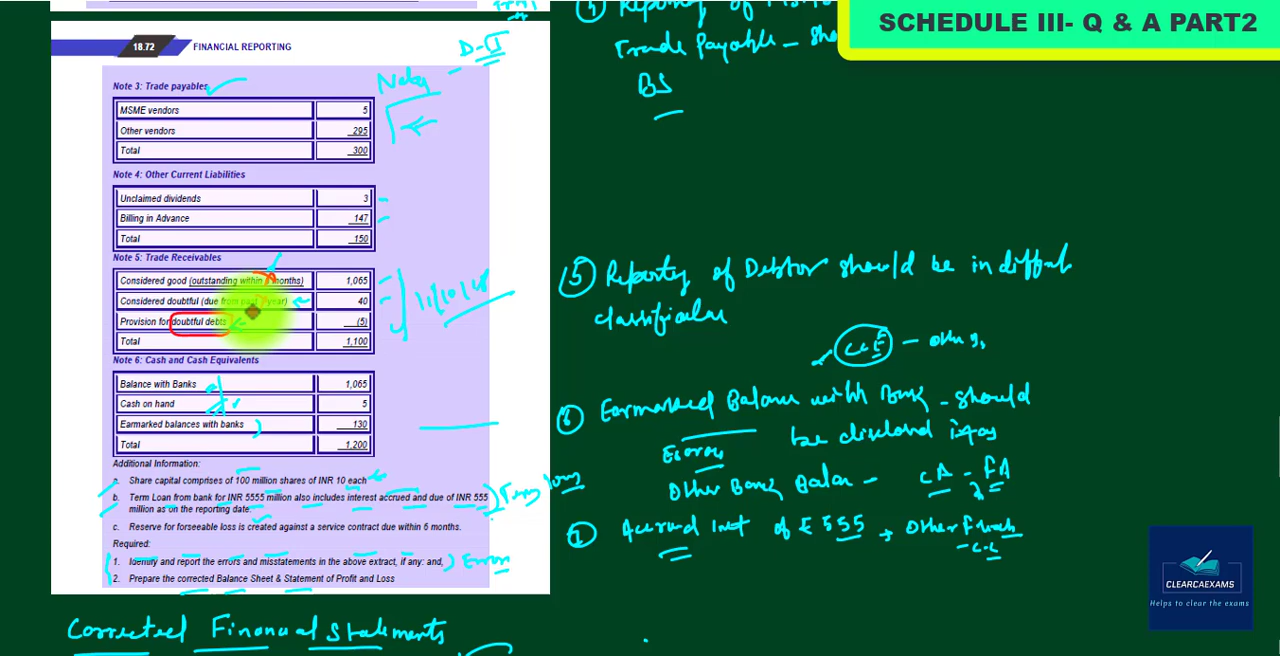 SCHEDULE III- Q & A PART2
18.72 FINANCIAL REPORTING
D-II
Notes
Note 3: Trade payables
MSME vendors 5
Other vendors 295
Total 300
Note 4: Other Current Liabilities
Unclaimed dividends 3
Billing in Advance 147
Total 150
Note 5: Trade Receivables
Considered good (outstanding within months) 1,065
Considered doubtful (due from past year) 40
Provision for doubtful debts (5)
Total 1,100
Note 6: Cash and Cash Equivalents
Balance with Banks 1,065
Cash on hand 5
Earmarked balances with banks 130
Total 1,200
Additional Information:
a. Share capital comprises of 100 million shares of INR 10 each
b. Term Loan from bank for INR 5555 million also includes interest accrued and due of INR 555
million as on the reporting date.
c. Reserve for forseeable loss is created against a service contract due within 6 months.
Required:
1. Identify and report the errors and misstatements in the above extract, if any: and,
2. Prepare the corrected Balance Sheet & Statement of Profit and Loss
Errors
Corrected Financial Statements
Trade Payable - 
BS
5 Reporting of Debtor should be in
CCE
6 Earmarked Balance with Bank - should
be disclosed
Other Bank Balan - CA - FA
7 Accrued Int of 555 → Other
CLEARCAEXAMS
Helps to clear the exams